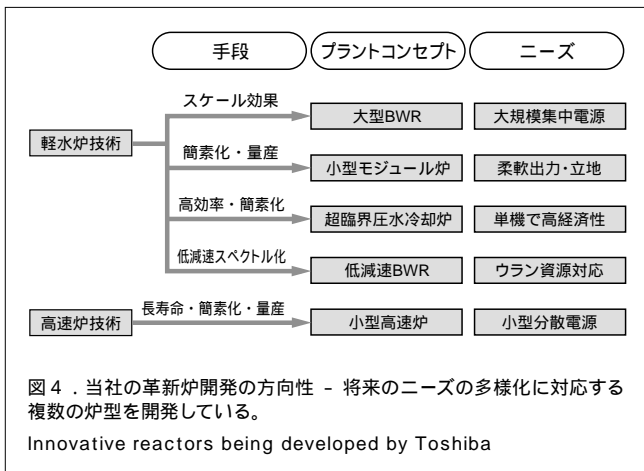 手段 プラントコンセプト ニーズ
スケール効果
軽水炉技術 大型BWR 大規模集中電源
簡素化・量産
小型モジュール炉 柔軟出力・立地
高効率・簡素化
超臨界圧水冷却炉 単機で高経済性
低減速スペクトル化
低減速BWR ウラン資源対応
長寿命・簡素化・量産
高速炉技術 小型高速炉 小型分散電源
図4．当社の革新炉開発の方向性 － 将来のニーズの多様化に対応する
複数の炉型を開発している。
Innovative reactors being developed by Toshiba